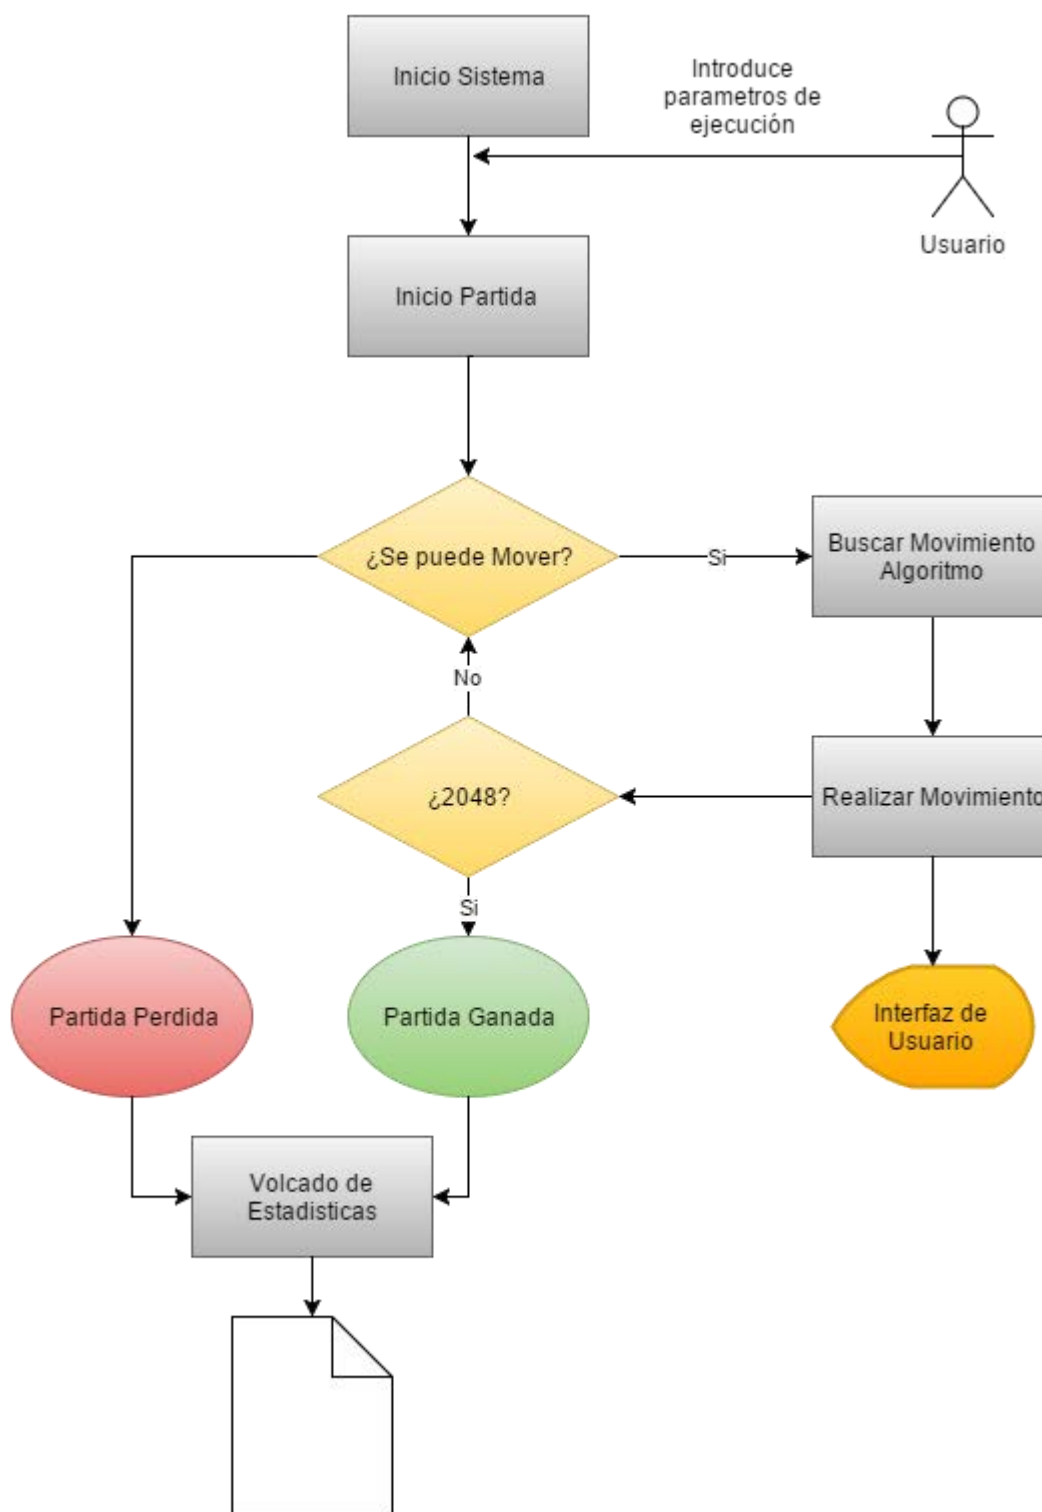 Inicio Sistema
Introduce
parametros de
ejecución
Usuario
Inicio Partida
¿Se puede Mover?
Si
Buscar Movimiento
Algoritmo
No
¿2048?
Realizar Movimiento
Si
Partida Perdida
Partida Ganada
Interfaz de
Usuario
Volcado de
Estadisticas